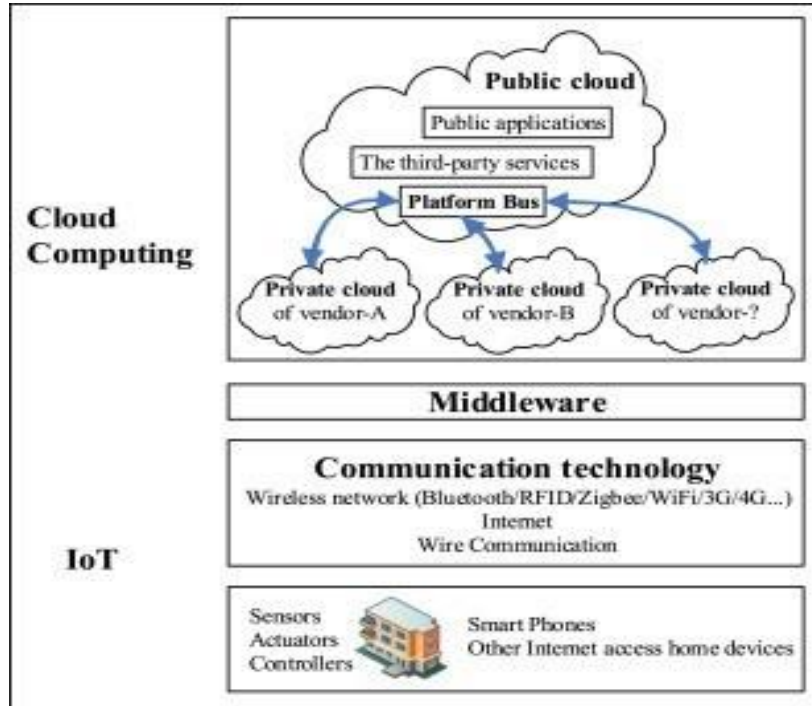 Public cloud
Public applications
The third-party services
Platform Bus
Cloud
Computing
Private cloud
of vendor-A
Private cloud
of vendor-B
Private cloud
of vendor-?
Middleware
Communication technology
Wireless network (Bluetooth/RFID/Zigbee/WiFi/3G/4G...)
Internet
Wire Communication
IoT
Sensors
Actuators
Controllers
Smart Phones
Other Internet access home devices